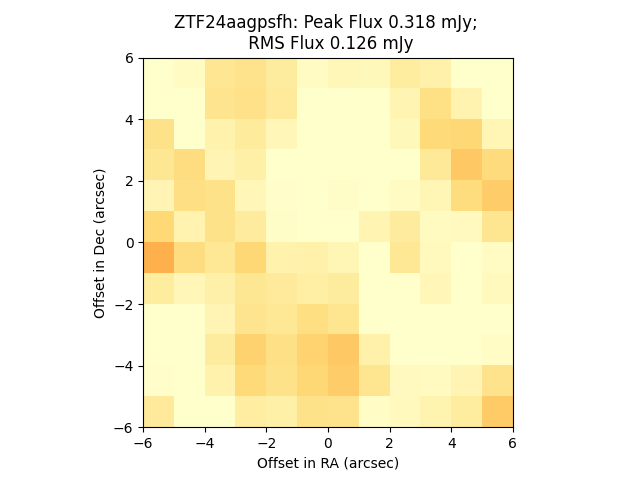 ZTF24aagpsfh: Peak Flux 0.318 mJy;
RMS Flux 0.126 mJy
6
4
2
0
−2
−4
−6
Offset in Dec (arcsec)
−6 −4 −2 0 2 4 6
Offset in RA (arcsec)